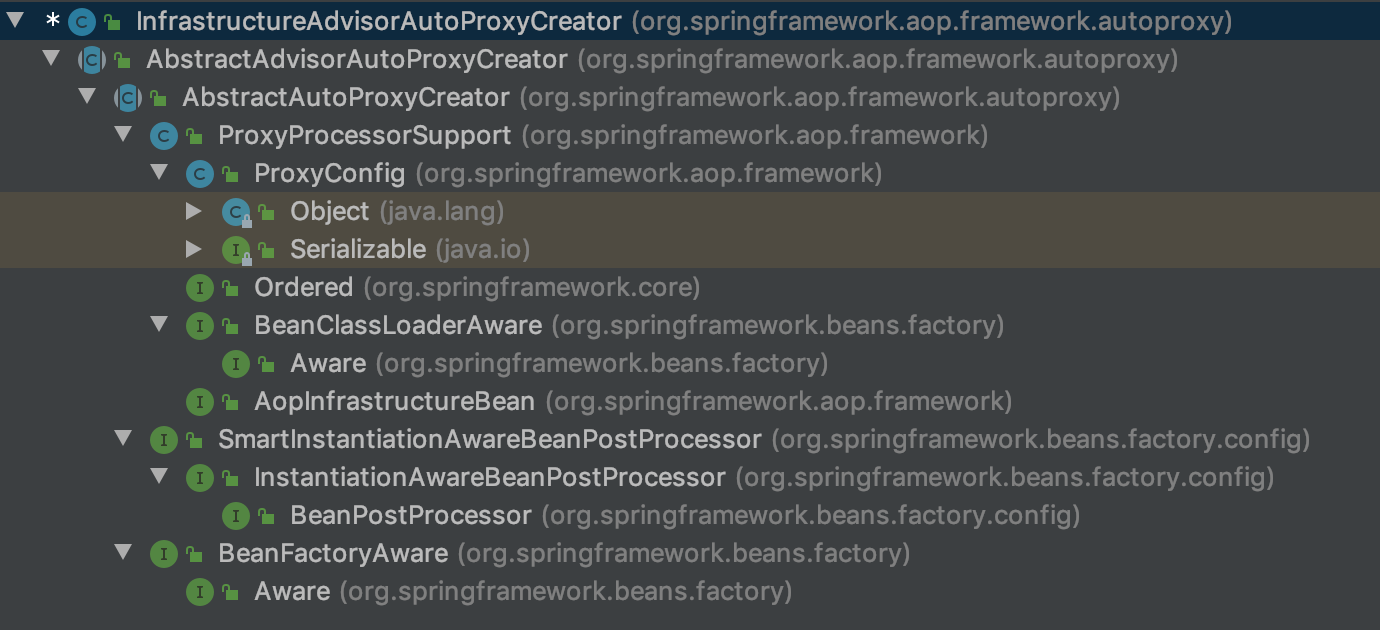 * C InfrastructureAdvisorAutoProxyCreator (org.springframework.aop.framework.autoproxy)
C AbstractAdvisorAutoProxyCreator (org.springframework.aop.framework.autoproxy)
C AbstractAutoProxyCreator (org.springframework.aop.framework.autoproxy)
C ProxyProcessorSupport (org.springframework.aop.framework)
C ProxyConfig (org.springframework.aop.framework)
C Object (java.lang)
I Serializable (java.io)
I Ordered (org.springframework.core)
I BeanClassLoaderAware (org.springframework.beans.factory)
I Aware (org.springframework.beans.factory)
I AopInfrastructureBean (org.springframework.aop.framework)
I SmartInstantiationAwareBeanPostProcessor (org.springframework.beans.factory.config)
I InstantiationAwareBeanPostProcessor (org.springframework.beans.factory.config)
I BeanPostProcessor (org.springframework.beans.factory.config)
I BeanFactoryAware (org.springframework.beans.factory)
I Aware (org.springframework.beans.factory)